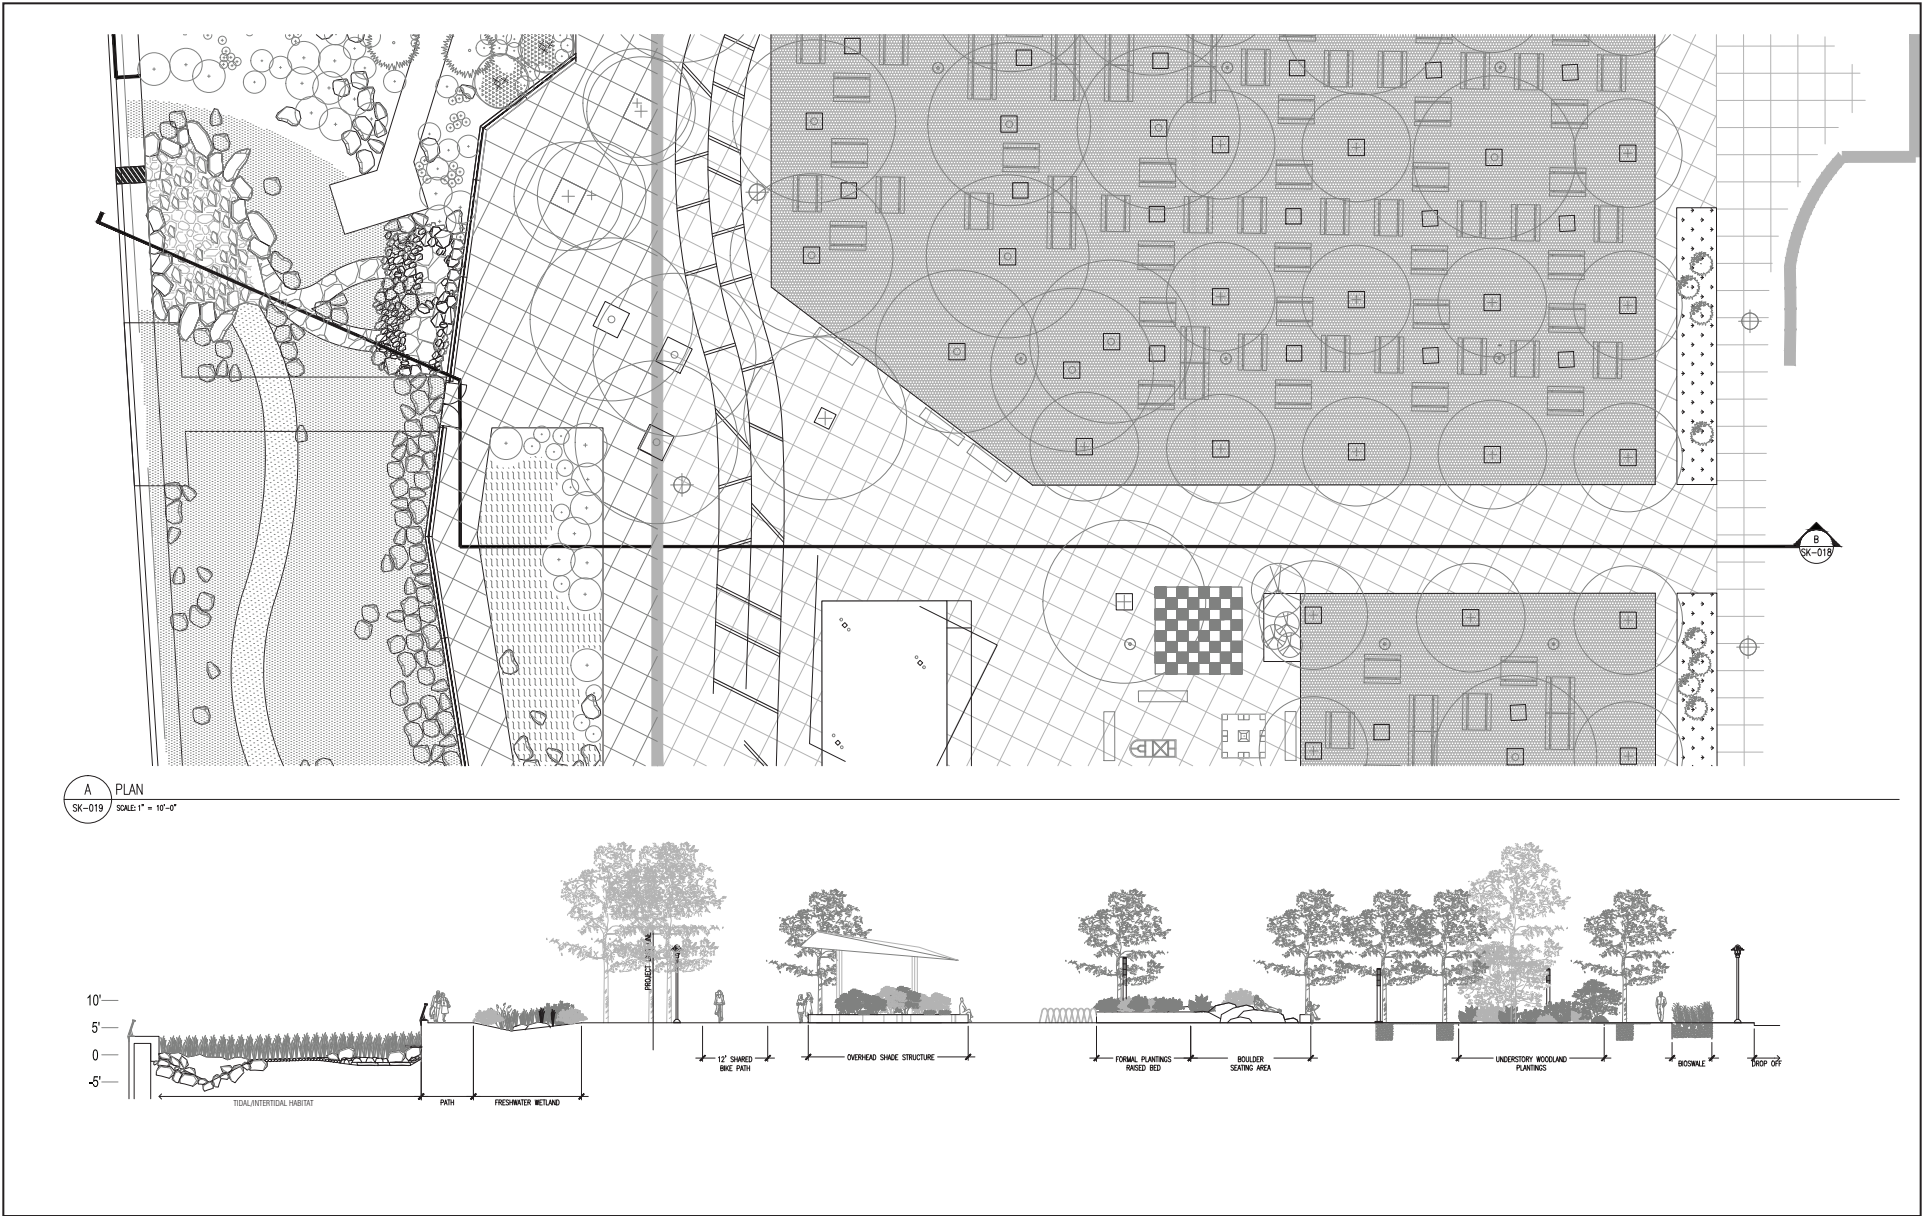 B
SK-018
A
PLAN
SK-019
SCALE: 1" = 10'-0"
10'
5'
0
-5'
TIDAL/INTERTIDAL HABITAT
PATH
FRESHWATER WETLAND
PROJECT
12' SHARED
BIKE PATH
OVERHEAD SHADE STRUCTURE
FORMAL PLANTINGS
RAISED BED
BOULDER
SEATING AREA
UNDERSTORY WOODLAND
PLANTINGS
BIOSWALE
DROP OFF